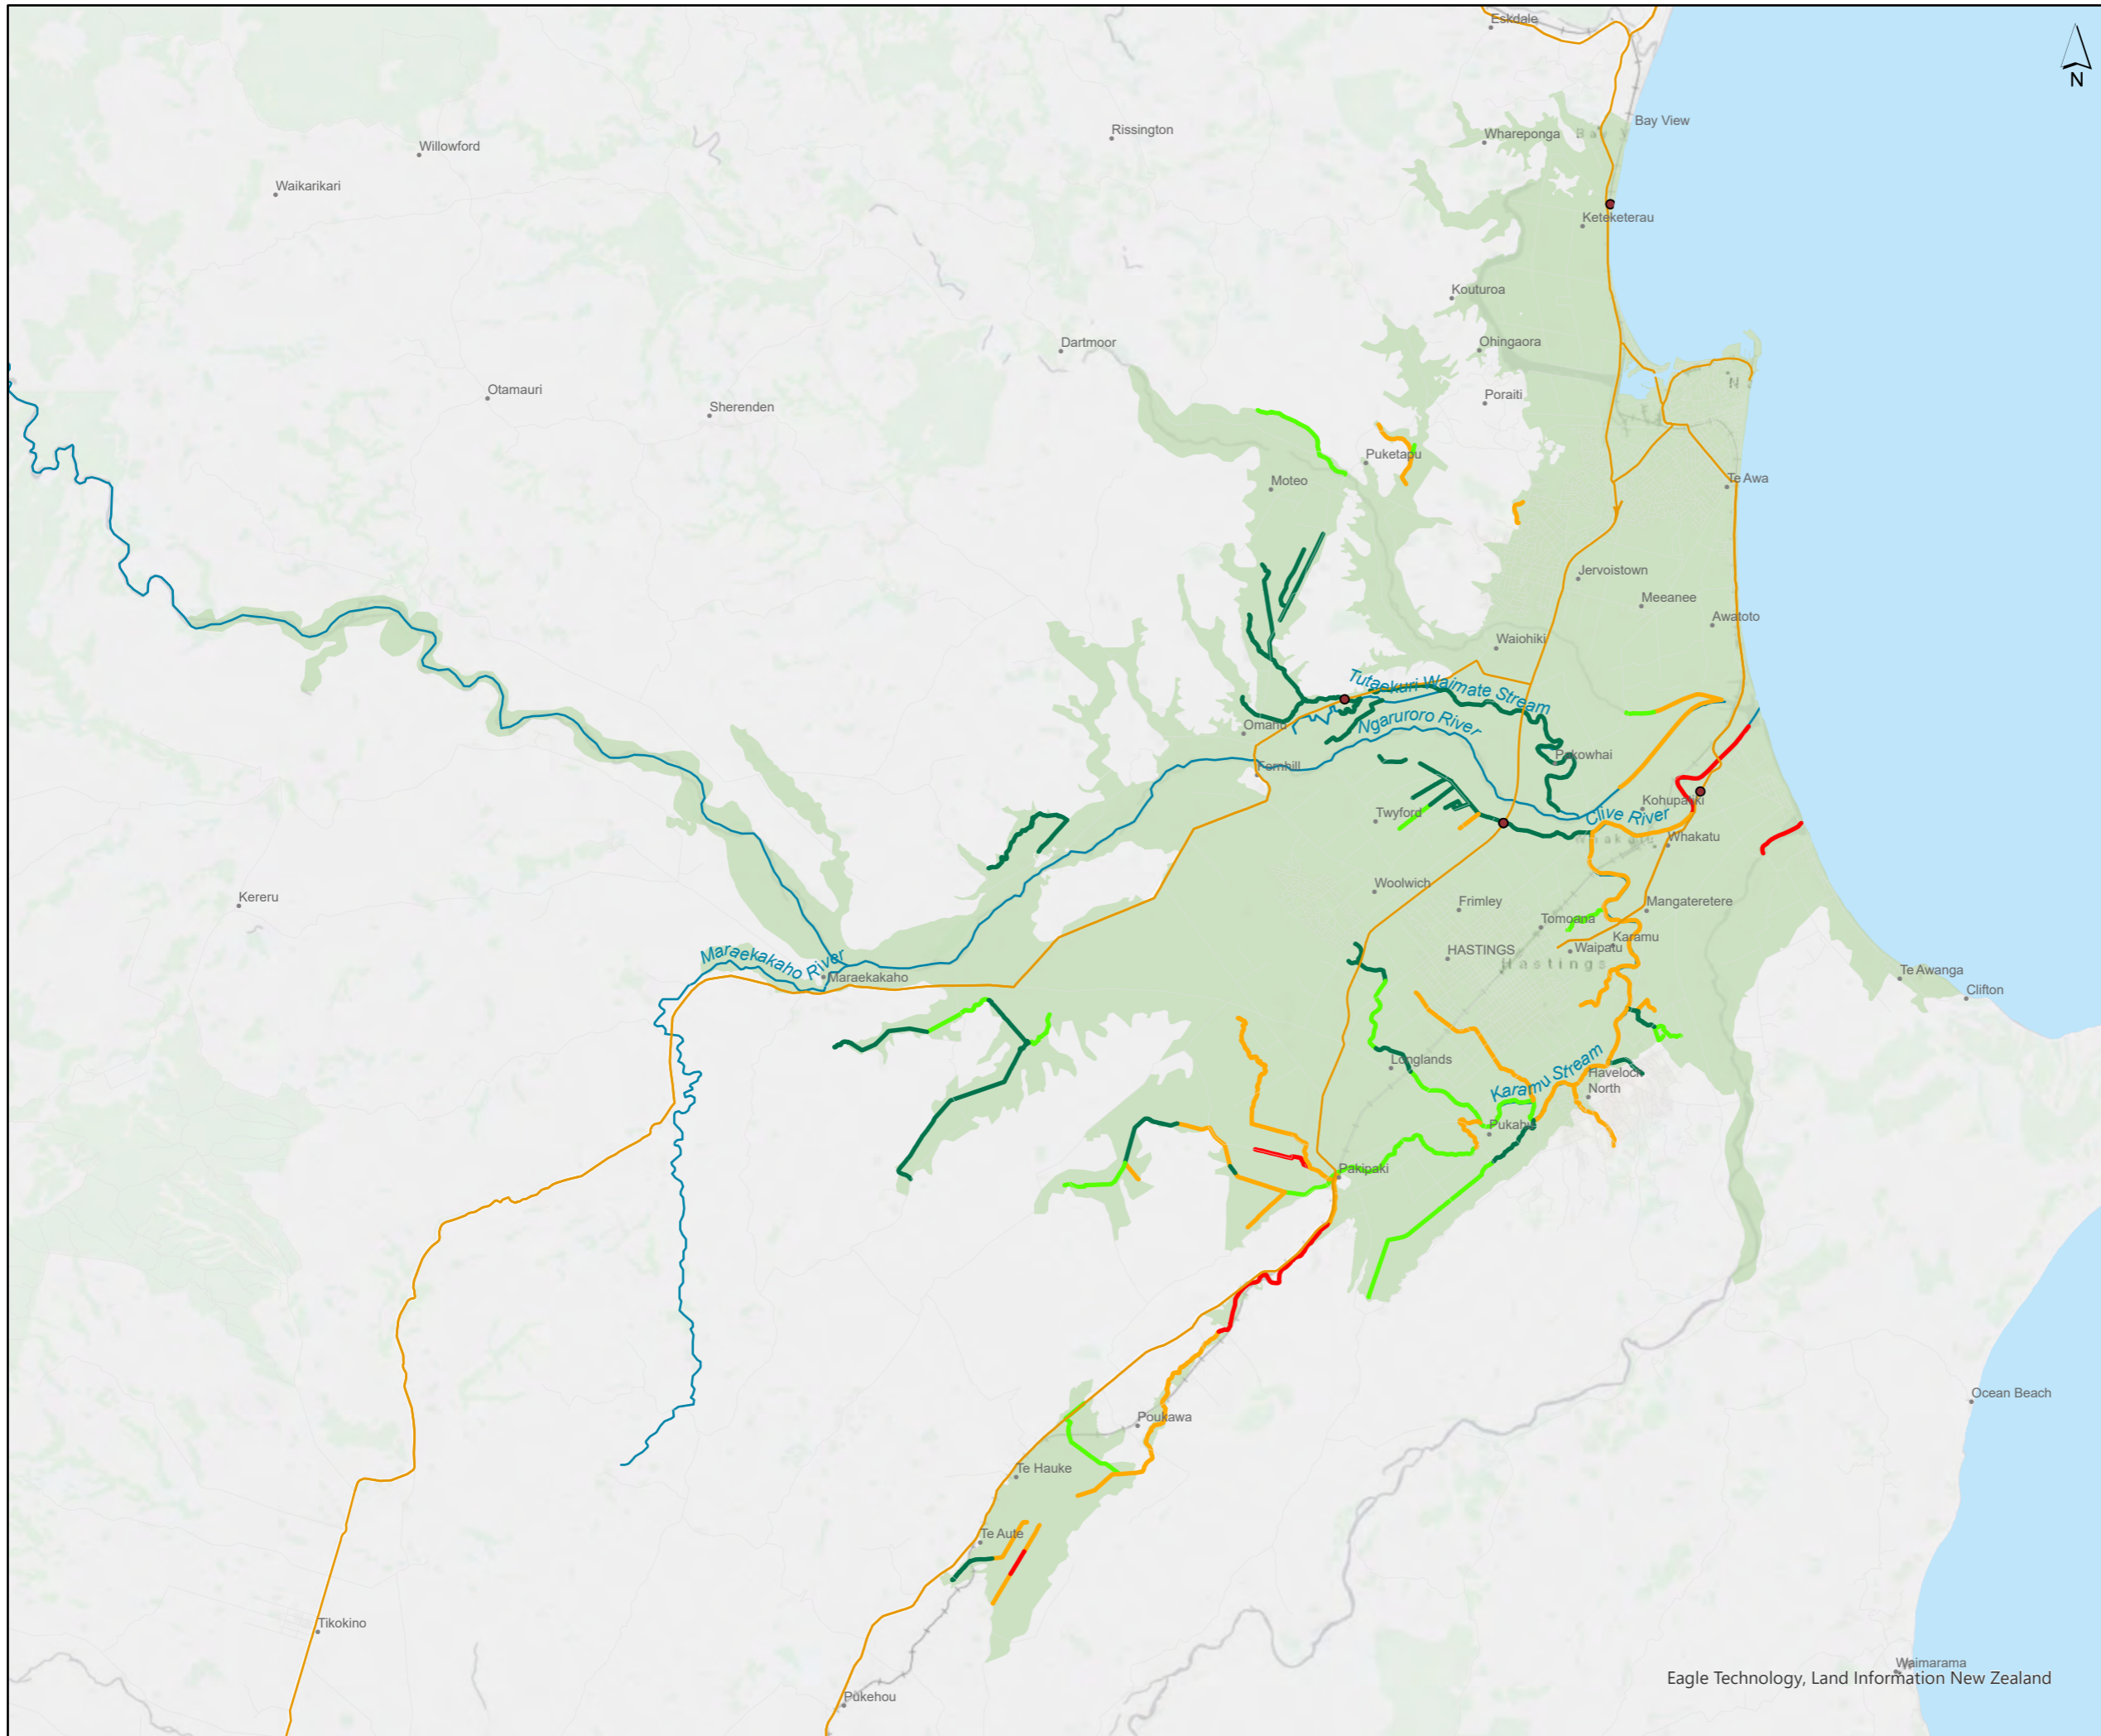 Eskdale
N
Bay View
Rissington
Whareponga
Willowford
Waikarikari
Keteketerau
Kouturoa
Dartmoor
Ohingaora
Otamauri
Poraiti
Sherenden
Puketapu
Te Awa
Moteo
Jervoistown
Meeanee
Awatoto
Waiohiki
Tutaekuri Waimate Stream
Ngaruroro River
Omahu
Pakowhai
Fernhill
Kohupatiki
Twyford
Clive River
Whakatu
Woolwich
Kereru
Frimley
Mangateretere
Tomoana
Karamu
HASTINGS
Waipatu
Hastings
Maraekakaho River
Maraekakaho
Te Awanga
Clifton
Longlands
Karamu Stream
Havelock
North
Pukahu
Pakipaki
Ocean Beach
Poukawa
Te Hauke
Te Aute
Tikokino
Waimarama
Eagle Technology, Land Information New Zealand
Pukehou